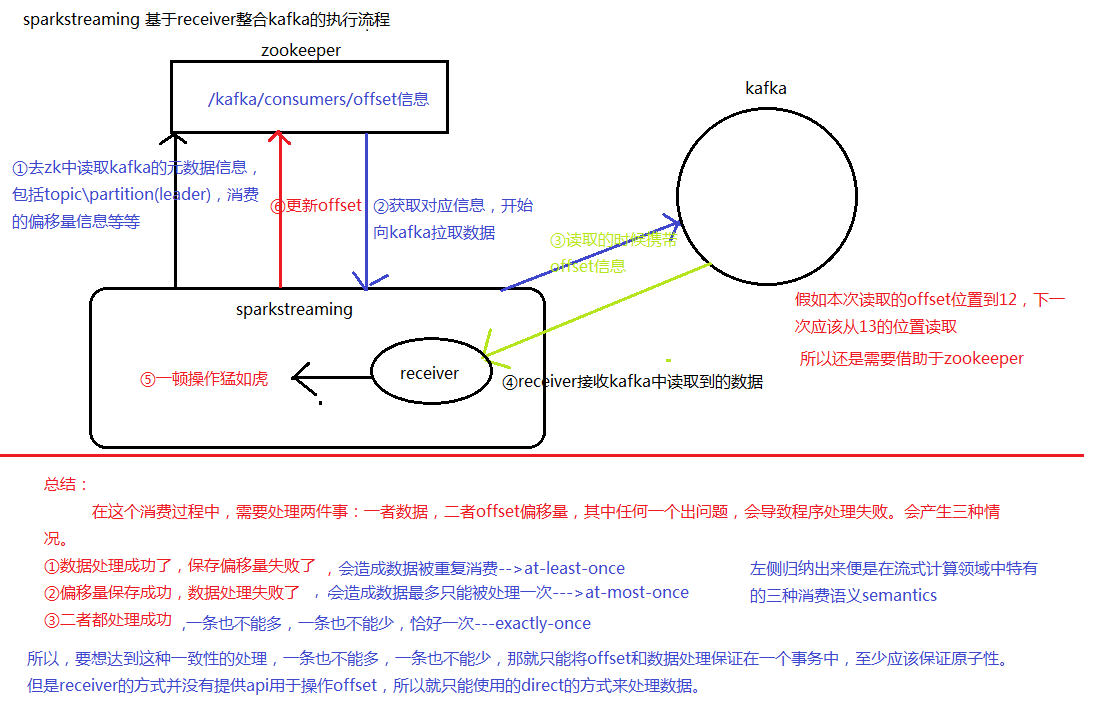 sparkstreaming 基于receiver整合kafka的执行流程
zookeeper
/kafka/consumers/offset信息
kafka
①去zk中读取kafka的元数据信息，
包括topic\partition(leader)，消费
的偏移量信息等等
⑥更新offset
②获取对应信息，开始
向kafka拉取数据
③读取的时候携带
offset信息
sparkstreaming
假如本次读取的offset位置到12，下一
次应该从13的位置读取
所以还是需要借助于zookeeper
receiver
⑤一顿操作猛如虎
④receiver接收kafka中读取到的数据
总结：
在这个消费过程中，需要处理两件事：一者数据，二者offset偏移量，其中任何一个出问题，会导致程序处理失败。会产生三种情
况。
①数据处理成功了，保存偏移量失败了 ，会造成数据被重复消费-->at-least-once
②偏移量保存成功，数据处理失败了 ，会造成数据最多只能被处理一次--->at-most-once
③二者都处理成功 ,一条也不能多，一条也不能少，恰好一次---exactly-once
左侧归纳出来便是在流式计算领域中特有
的三种消费语义semantics
所以，要想达到这种一致性的处理，一条也不能多，一条也不能少，那就只能将offset和数据处理保证在一个事务中，至少应该保证原子性。
但是receiver的方式并没有提供api用于操作offset，所以就只能使用的direct的方式来处理数据。